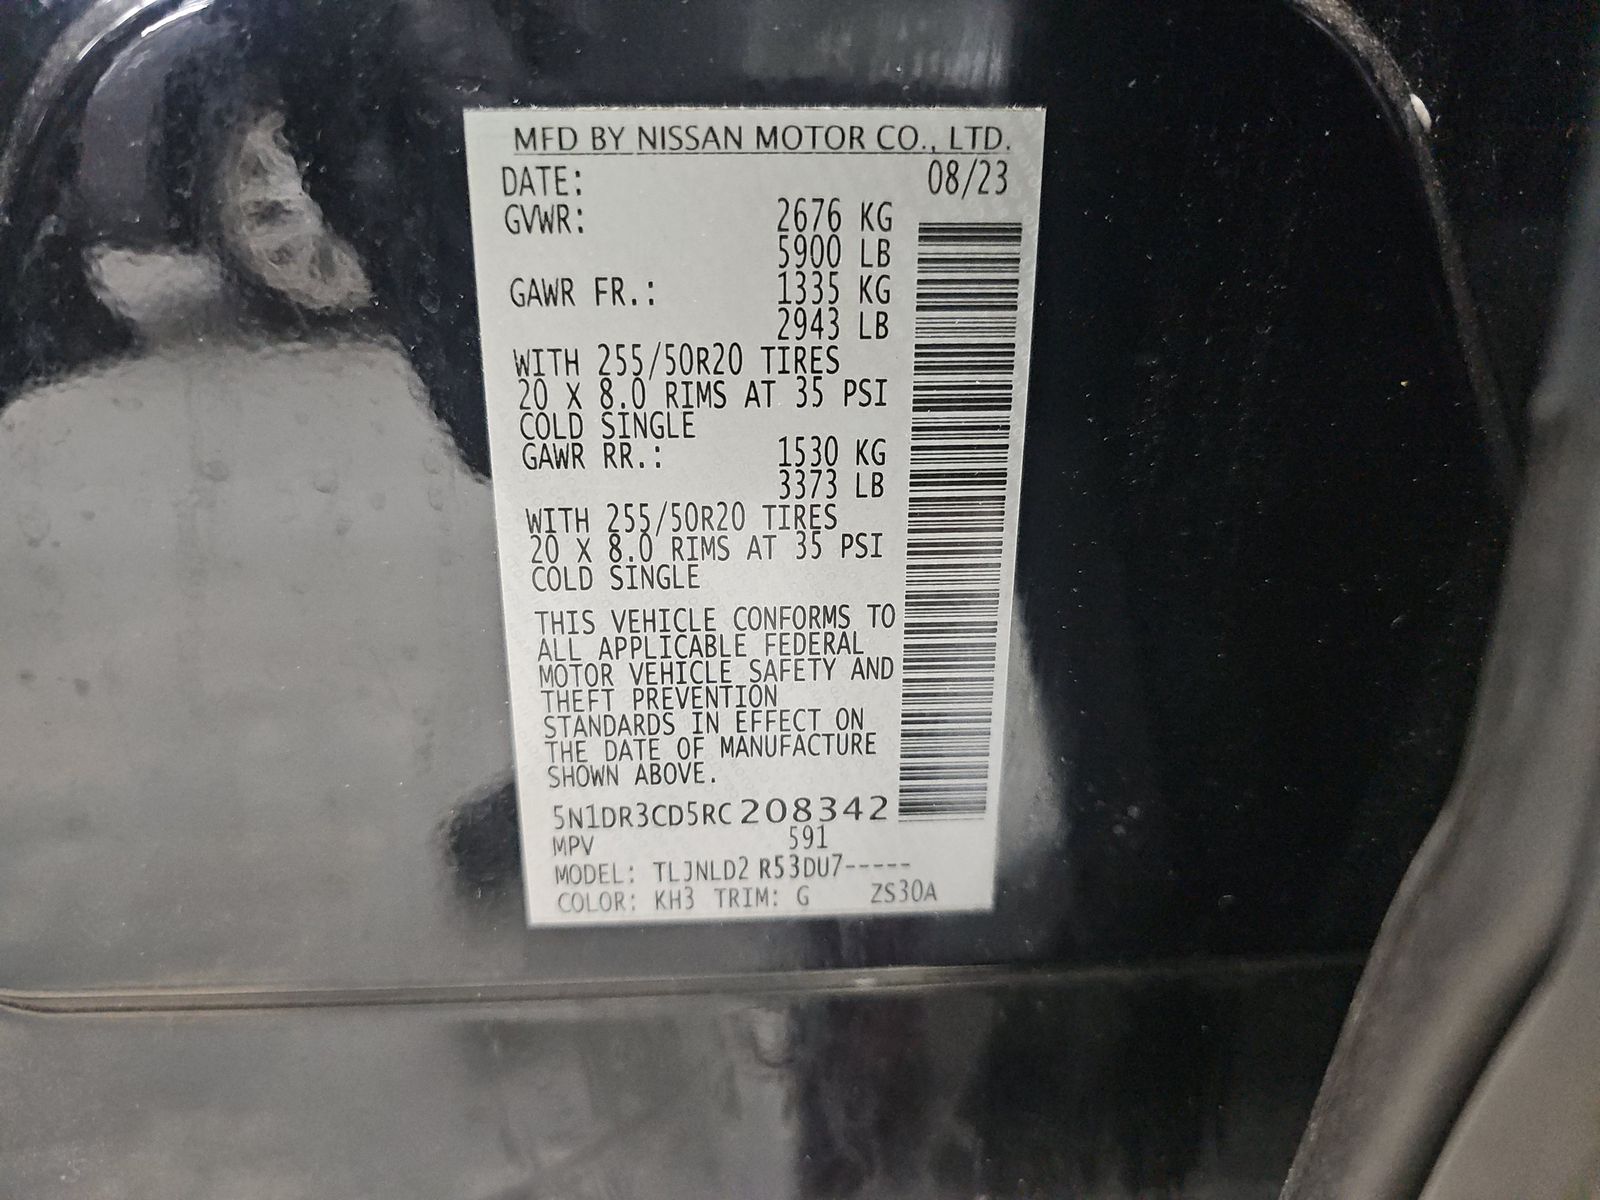 MFD BY NISSAN MOTOR CO., LTD.
DATE: 08/23
GVWR: 2676 KG
5900 LB
GAWR FR.: 1335 KG
2943 LB
WITH 255/50R20 TIRES
20 X 8.0 RIMS AT 35 PSI
COLD SINGLE
GAWR RR.: 1530 KG
3373 LB
WITH 255/50R20 TIRES
20 X 8.0 RIMS AT 35 PSI
COLD SINGLE
THIS VEHICLE CONFORMS TO
ALL APPLICABLE FEDERAL
MOTOR VEHICLE SAFETY AND
THEFT PREVENTION
STANDARDS IN EFFECT ON
THE DATE OF MANUFACTURE
SHOWN ABOVE.
5N1DR3CD5RC208342
MPV 591
MODEL: TLJNLD2 R53DU7-----
COLOR: KH3 TRIM: G ZS30A